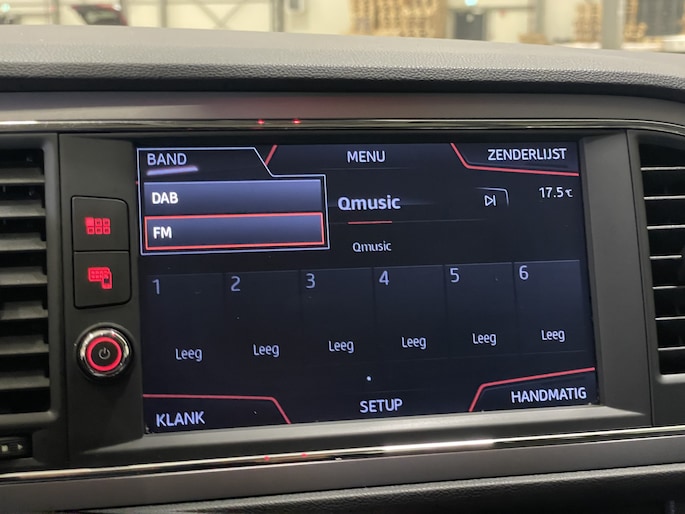 BAND
MENU
ZENDERLIJST
DAB
FM
Qmusic
17.5°C
Qmusic
1
2
3
4
5
6
Leeg
Leeg
Leeg
Leeg
Leeg
Leeg
KLANK
SETUP
HANDMATIG